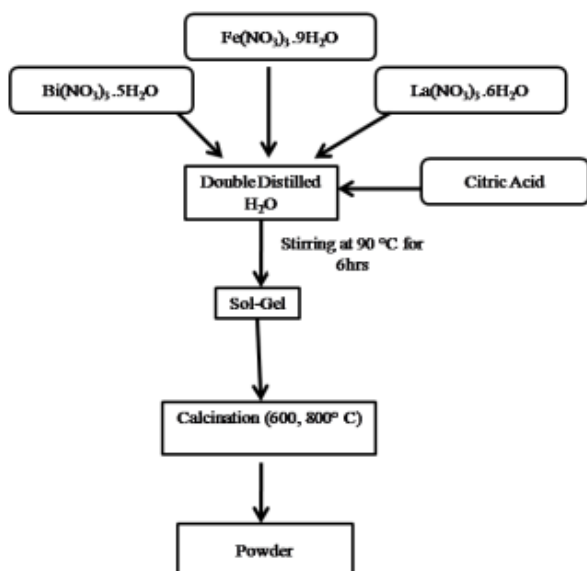 Fe(NO₃)₃.9H₂O
Bi(NO₃)₃.5H₂O
La(NO₃)₃.6H₂O
Double Distilled
H₂O
Citric Acid
Stirring at 90 °C for
6hrs
Sol-Gel
Calcination (600, 800° C)
Powder